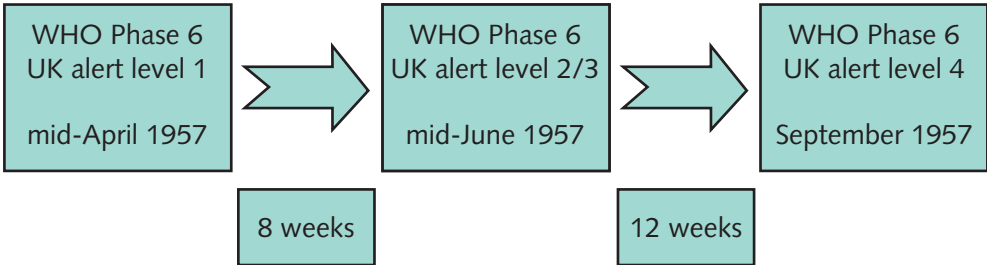 WHO Phase 6
UK alert level 1
mid-April 1957
WHO Phase 6
UK alert level 2/3
mid-June 1957
WHO Phase 6
UK alert level 4
September 1957
8 weeks
12 weeks